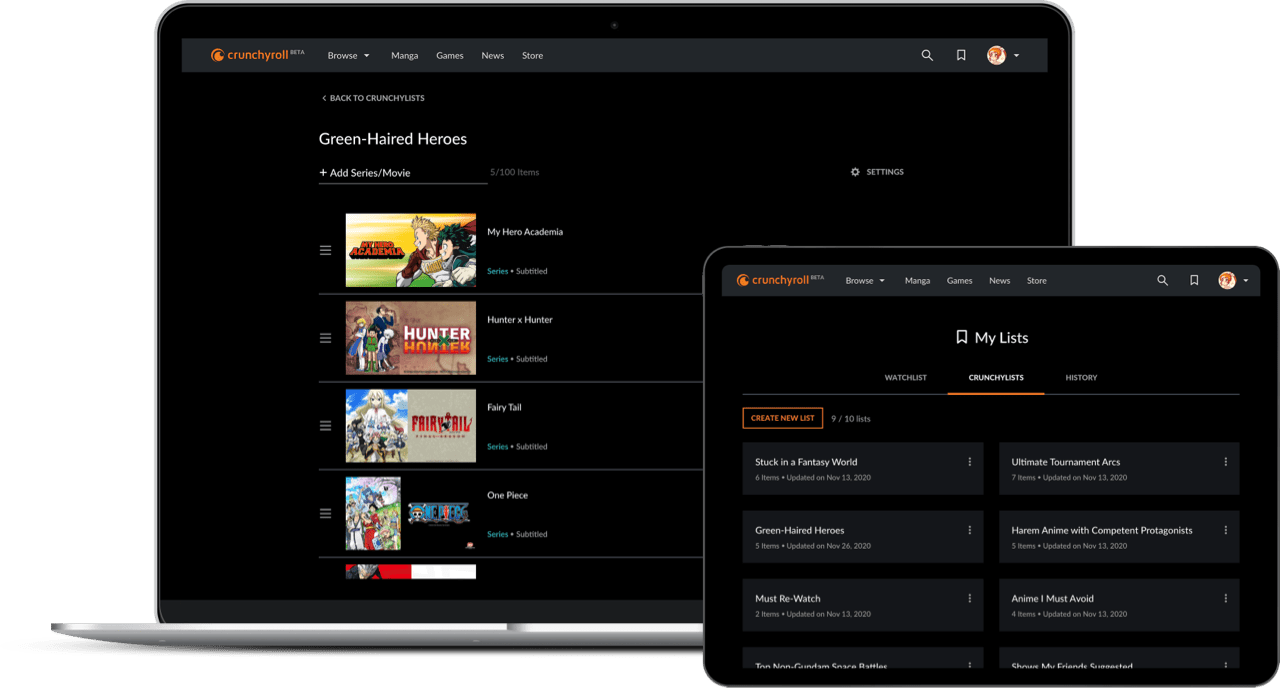 crunchyroll BETA Browse Manga Games News Store
BACK TO CRUNCHYLISTS
Green-Haired Heroes
+ Add Series/Movie 5/100 Items SETTINGS
MY HERO ACADEMIA
My Hero Academia
Series • Subtitled
HUNTER X HUNTER
Hunter x Hunter
Series • Subtitled
FAIRY TAIL
FINAL SEASON
Fairy Tail
Series • Subtitled
ONE PIECE
One Piece
Series • Subtitled
crunchyroll BETA Browse Manga Games News Store
My Lists
WATCHLIST CRUNCHYLISTS HISTORY
CREATE NEW LIST 9 / 10 lists
Stuck in a Fantasy World
6 Items • Updated on Nov 13, 2020
Ultimate Tournament Arcs
7 Items • Updated on Nov 13, 2020
Green-Haired Heroes
5 Items • Updated on Nov 26, 2020
Harem Anime with Competent Protagonists
5 Items • Updated on Nov 13, 2020
Must Re-Watch
2 Items • Updated on Nov 13, 2020
Anime I Must Avoid
4 Items • Updated on Nov 13, 2020
Top Non-Gundam Space Battles
Shows My Friends Suggested